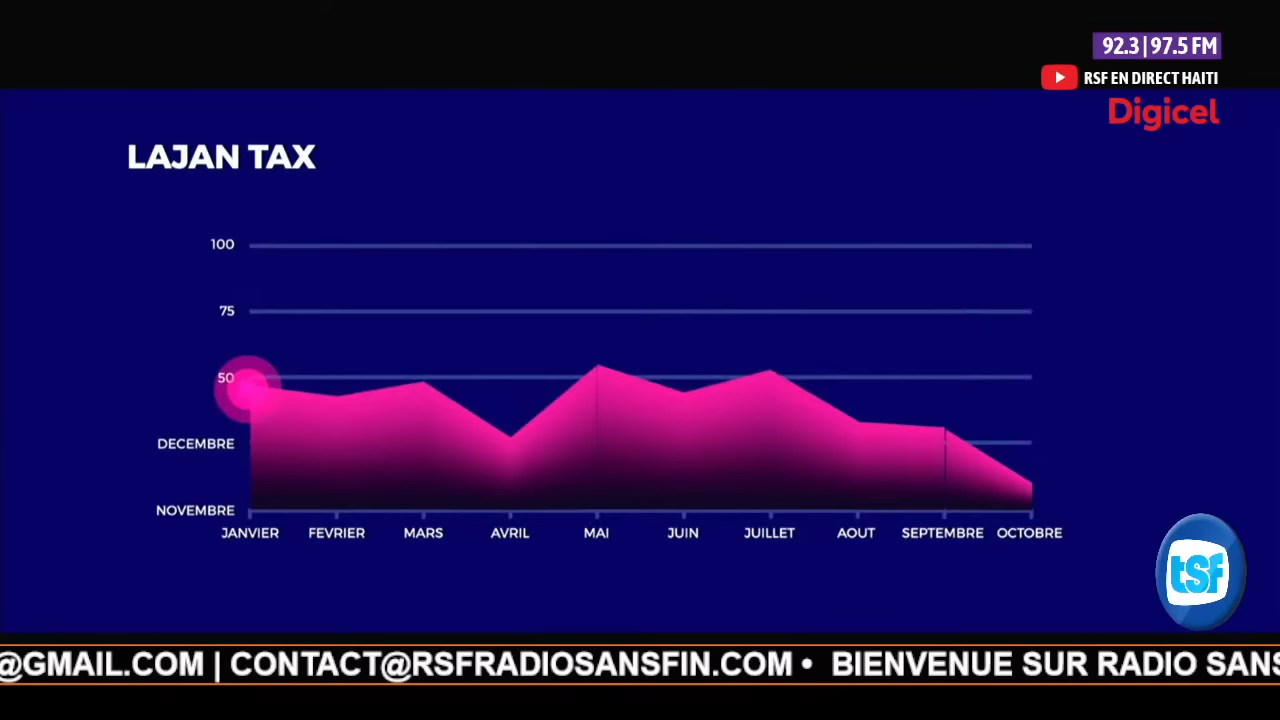 92.3|97.5 FM
RSF EN DIRECT HAITI
Digicel
LAJAN TAX
100
75
50
DECEMBRE
NOVEMBRE
JANVIER FEVRIER MARS AVRIL MAI JUIN JUILLET AOUT SEPTEMBRE OCTOBRE
tsf
@GMAIL.COM | CONTACT@RSFRADIOSANSFIN.COM • BIENVENUE SUR RADIO SANS